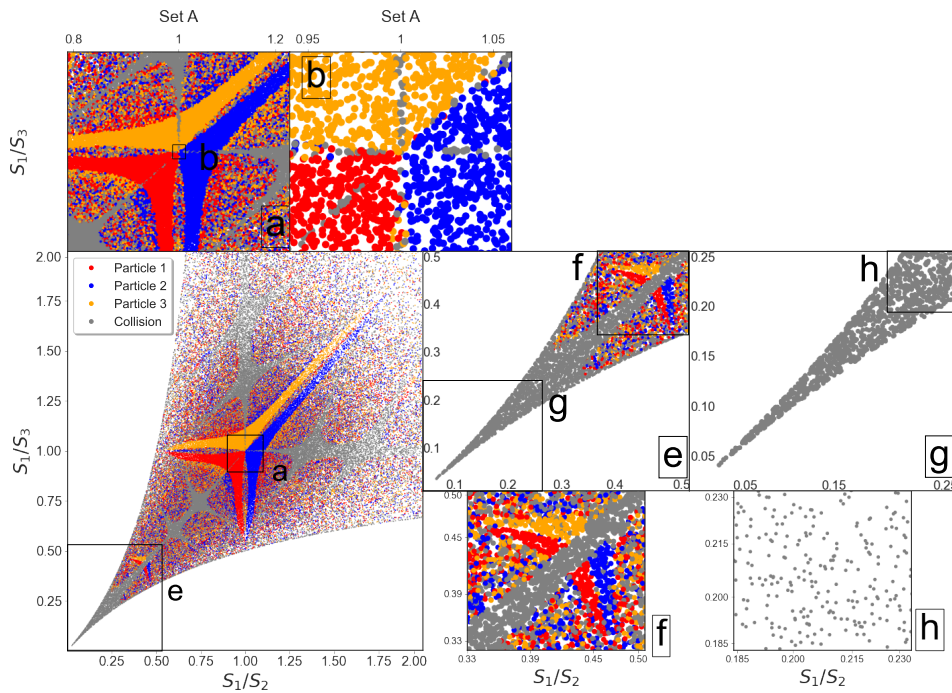 Set A
Set A
0.8 1 1.2
0.95 1 1.05
S₁/S₃
b
b
a
2.00
1.75
1.50
1.25
1.00
0.75
0.50
0.25
S₁/S₃
Particle 1
Particle 2
Particle 3
Collision
a
e
0.25 0.50 0.75 1.00 1.25 1.50 1.75 2.00
S₁/S₂
0.5
0.4
0.3
0.2
0.1
f
g
e
0.1 0.2 0.3 0.4 0.5
0.25
0.20
0.15
0.10
0.05
h
g
0.05 0.15 0.25
0.50
0.45
0.39
0.33
f
0.33 0.39 0.45 0.50
S₁/S₂
0.230
0.215
0.200
0.185
h
0.185 0.200 0.215 0.230
S₁/S₂